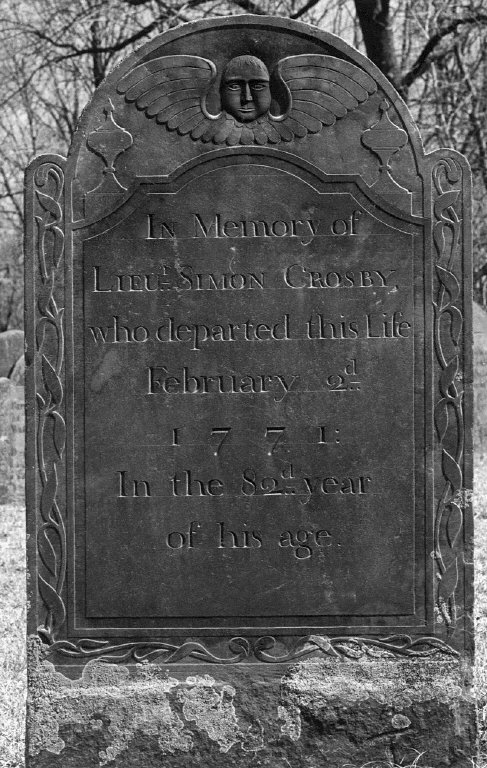 In Memory of
Lieut. SIMON CROSBY,
who departed this Life
February 2d
1771:
In the 82d year
of his age.